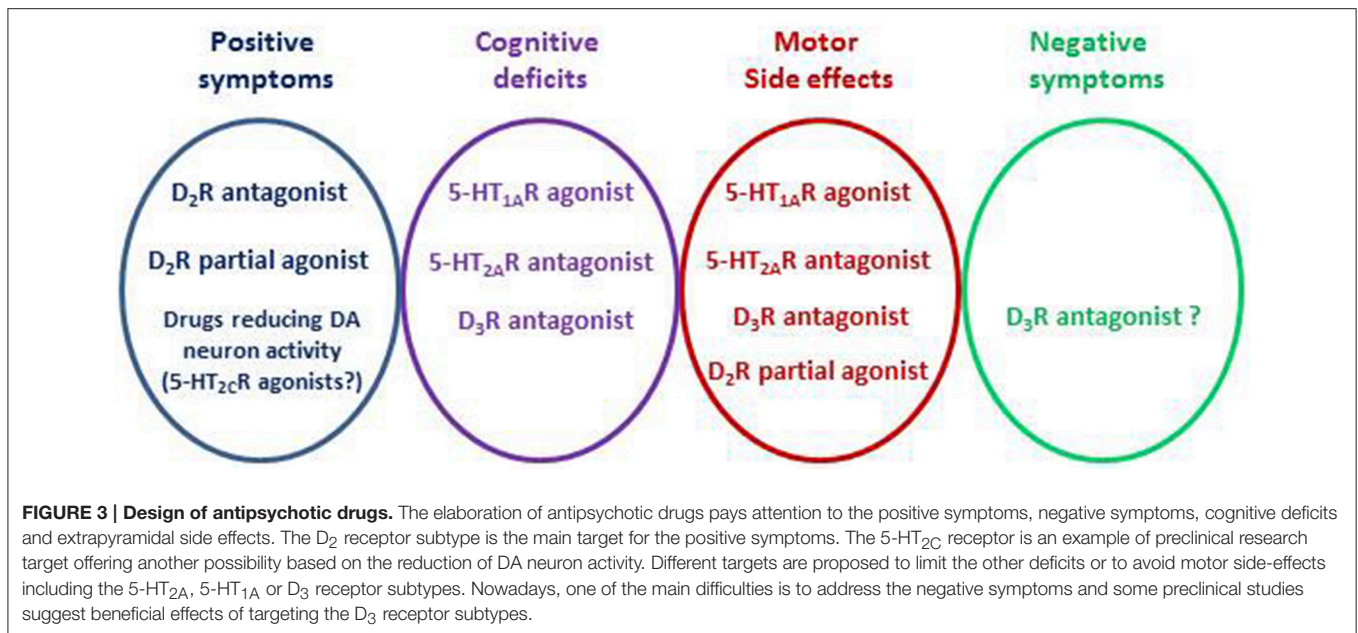 Positive
symptoms
Cognitive
deficits
Motor
Side effects
Negative
symptoms
D₂R antagonist
D₂R partial agonist
Drugs reducing DA
neuron activity
(5-HT₂CR agonists?)
5-HT₁AR agonist
5-HT₂AR antagonist
D₃R antagonist
5-HT₁AR agonist
5-HT₂AR antagonist
D₃R antagonist
D₂R partial agonist
D₃R antagonist ?
FIGURE 3 | Design of antipsychotic drugs. The elaboration of antipsychotic drugs pays attention to the positive symptoms, negative symptoms, cognitive deficits
and extrapyramidal side effects. The D₂ receptor subtype is the main target for the positive symptoms. The 5-HT₂C receptor is an example of preclinical research
target offering another possibility based on the reduction of DA neuron activity. Different targets are proposed to limit the other deficits or to avoid motor side-effects
including the 5-HT₂A, 5-HT₁A or D₃ receptor subtypes. Nowadays, one of the main difficulties is to address the negative symptoms and some preclinical studies
suggest beneficial effects of targeting the D₃ receptor subtypes.